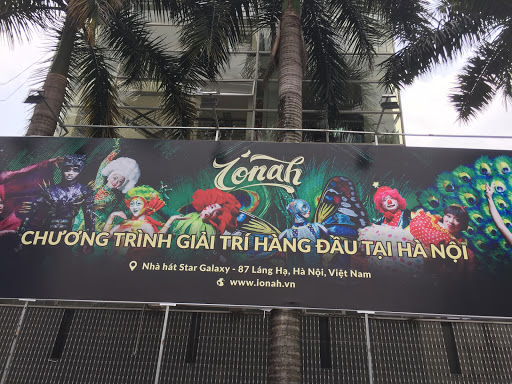 Ionah
CHƯƠNG TRÌNH GIẢI TRÍ HÀNG ĐẦU TẠI HÀ NỘI
Nhà hát Star Galaxy - 87 Láng Hạ, Hà Nội, Việt Nam
www.ionah.vn